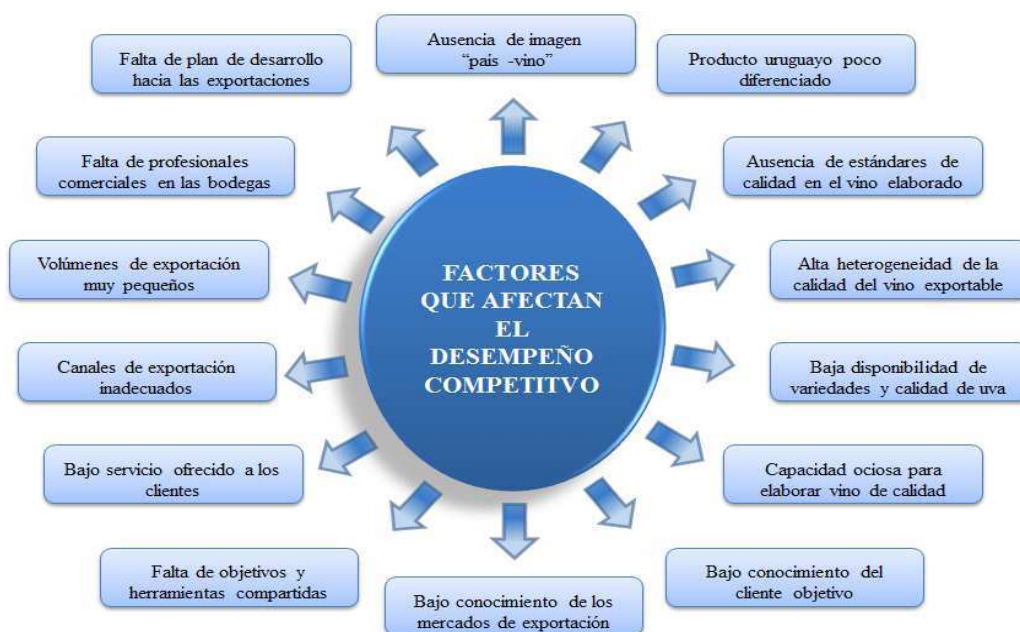 Ausencia de imagen
“pais -vino”
Falta de plan de desarrollo
hacia las exportaciones
Producto uruguayo poco
diferenciado
Falta de profesionales
comerciales en las bodegas
Ausencia de estándares de
calidad en el vino elaborado
Volúmenes de exportación
muy pequeños
FACTORES
QUE AFECTAN
EL
DESEMPEÑO
COMPETITVO
Alta heterogeneidad de la
calidad del vino exportable
Canales de exportación
inadecuados
Baja disponibilidad de
variedades y calidad de uva
Bajo servicio ofrecido a los
clientes
Capacidad ociosa para
elaborar vino de calidad
Falta de objetivos y
herramientas compartidas
Bajo conocimiento de los
mercados de exportación
Bajo conocimiento del
cliente objetivo